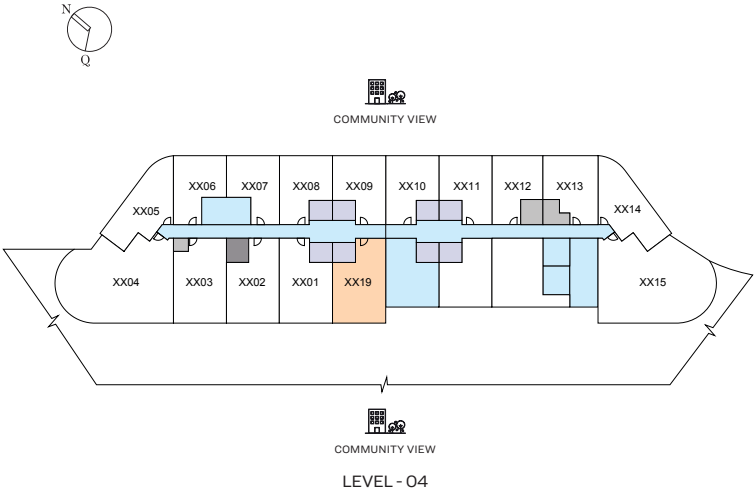 N
Q
COMMUNITY VIEW
XX06 XX07 XX08 XX09 XX10 XX11 XX12 XX13
XX05 XX14
XX04 XX03 XX02 XX01 XX19 XX15
COMMUNITY VIEW
LEVEL - 04